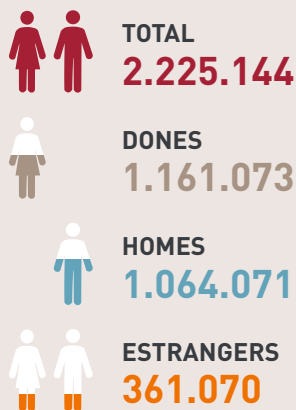 TOTAL
2.225.144
DONES
1.161.073
HOMES
1.064.071
ESTRANGERS
361.070